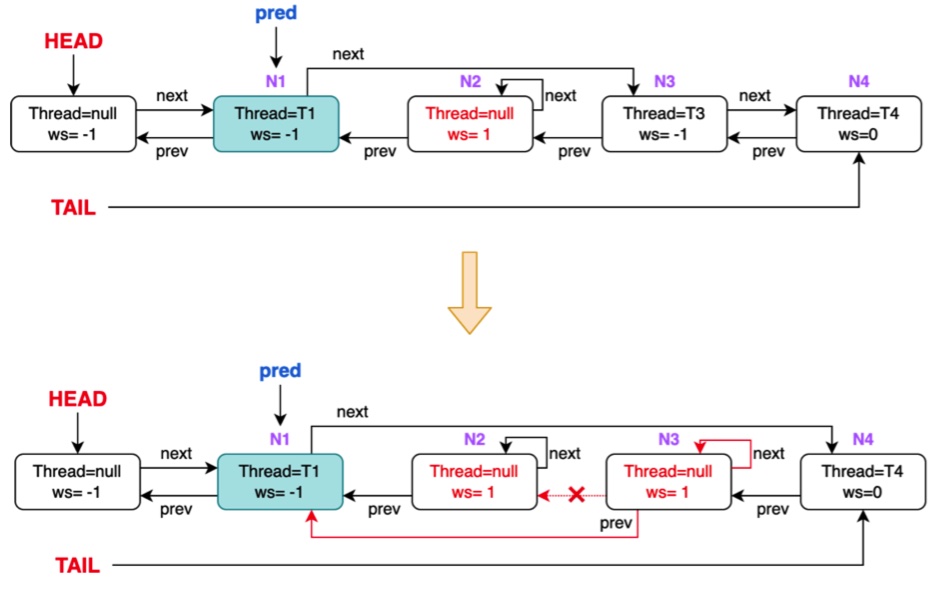 pred
HEAD
next
N1
N2
N3
N4
next
next
next
Thread=null
ws= -1
Thread=T1
ws= -1
Thread=null
ws= 1
Thread=T3
ws= -1
Thread=T4
ws=0
prev
prev
prev
prev
TAIL
pred
HEAD
next
N1
N2
N3
N4
next
next
next
Thread=null
ws= -1
Thread=T1
ws= -1
Thread=null
ws= 1
Thread=null
ws= 1
Thread=T4
ws=0
prev
prev
prev
prev
TAIL